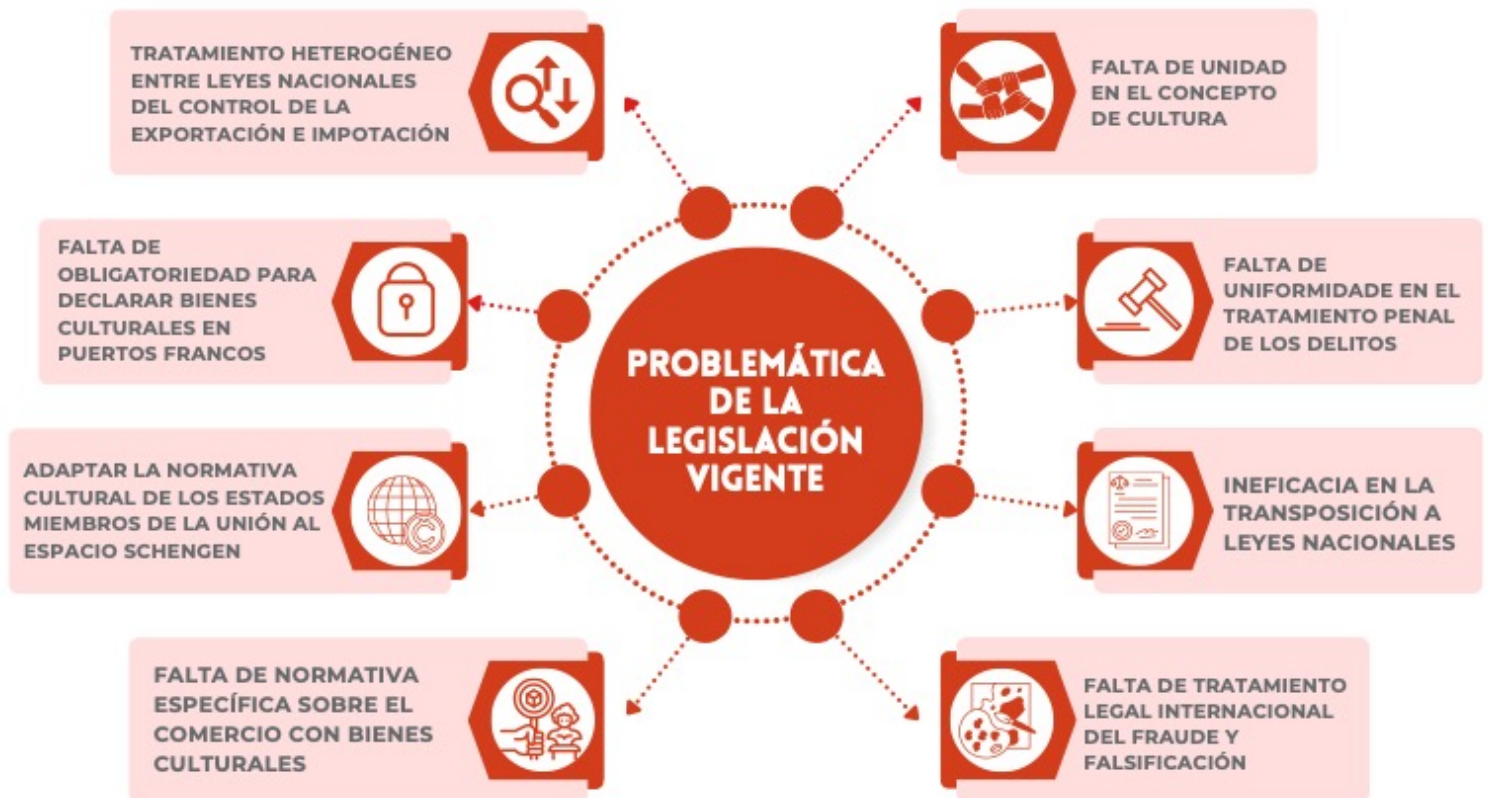 TRATAMIENTO HETEROGÉNEO
ENTRE LEYES NACIONALES
DEL CONTROL DE LA
EXPORTACIÓN E IMPOTACIÓN
FALTA DE UNIDAD
EN EL CONCEPTO
DE CULTURA
FALTA DE
OBLIGATORIEDAD PARA
DECLARAR BIENES
CULTURALES EN
PUERTOS FRANCOS
FALTA DE
UNIFORMIDADE EN EL
TRATAMIENTO PENAL
DE LOS DELITOS
PROBLEMÁTICA
DE LA
LEGISLACIÓN
VIGENTE
ADAPTAR LA NORMATIVA
CULTURAL DE LOS ESTADOS
MIEMBROS DE LA UNIÓN AL
ESPACIO SCHENGEN
INEFICACIA EN LA
TRANSPOSICIÓN A
LEYES NACIONALES
FALTA DE NORMATIVA
ESPECÍFICA SOBRE EL
COMERCIO CON BIENES
CULTURALES
FALTA DE TRATAMIENTO
LEGAL INTERNACIONAL
DEL FRAUDE Y
FALSIFICACIÓN